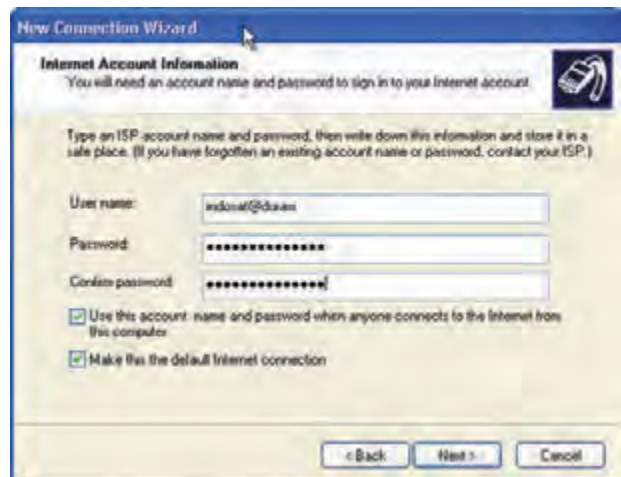 New Connection Wizard
Internet Account Information
You will need an account name and password to sign in to your Internet account.
Type an ISP account name and password, then write down this information and store it in a
safe place. (If you have forgotten an existing account name or password, contact your ISP.)
User name:
Password:
Confirm password:
Use this account name and password when anyone connects to the Internet from
this computer
Make this the default Internet connection
< Back
Next >
Cancel